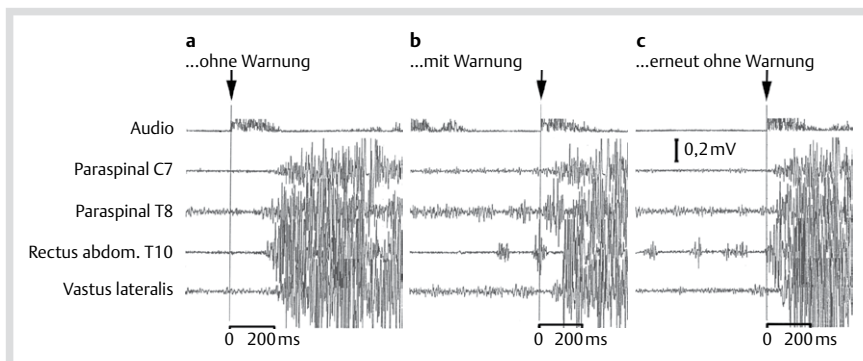 a
...ohne Warnung
b
...mit Warnung
c
...erneut ohne Warnung
Audio
0,2 mV
Paraspinal C7
Paraspinal T8
Rectus abdom. T10
Vastus lateralis
0 200 ms
0 200 ms
0 200 ms